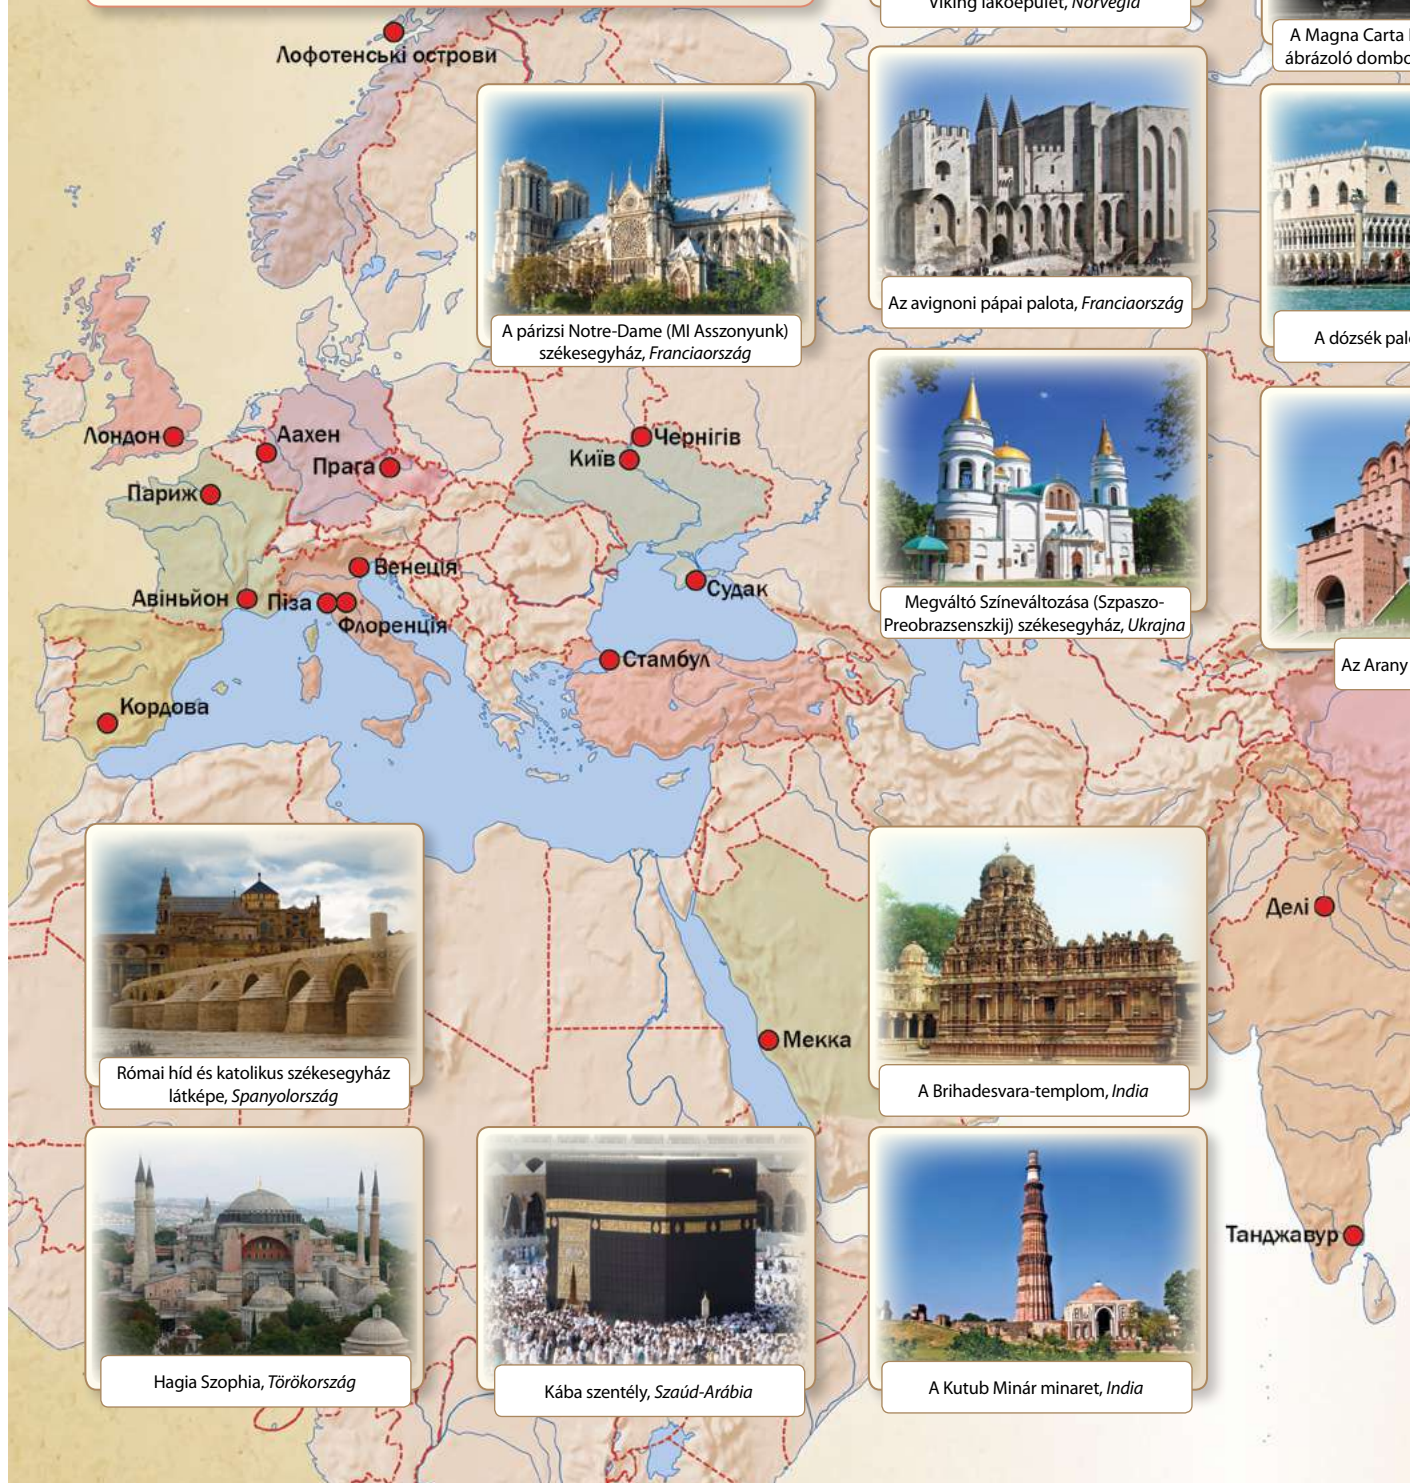 Viking lakóépület, Norvégia
A Magna Carta
ábrázoló
Лофотенські острови
A párizsi Notre-Dame (MI Asszonyunk)
székesegyház, Franciaország
Az avignoni pápai palota, Franciaország
A dózsék
Лондон
Аахен
Прага
Париж
Чернігів
Київ
Венеція
Авіньйон
Піза
Флоренція
Судак
Стамбул
Кордова
Megváltó Színeváltozása (Szpaszo-
Preobrazsenszkij) székesegyház, Ukrajna
Az Arany
Делі
Мекка
Római híd és katolikus székesegyház
látképe, Spanyolország
A Brihadesvara-templom, India
Танджавур
Hagia Szophia, Törökország
Kába szentély, Szaúd-Arábia
A Kutub Minár minaret, India